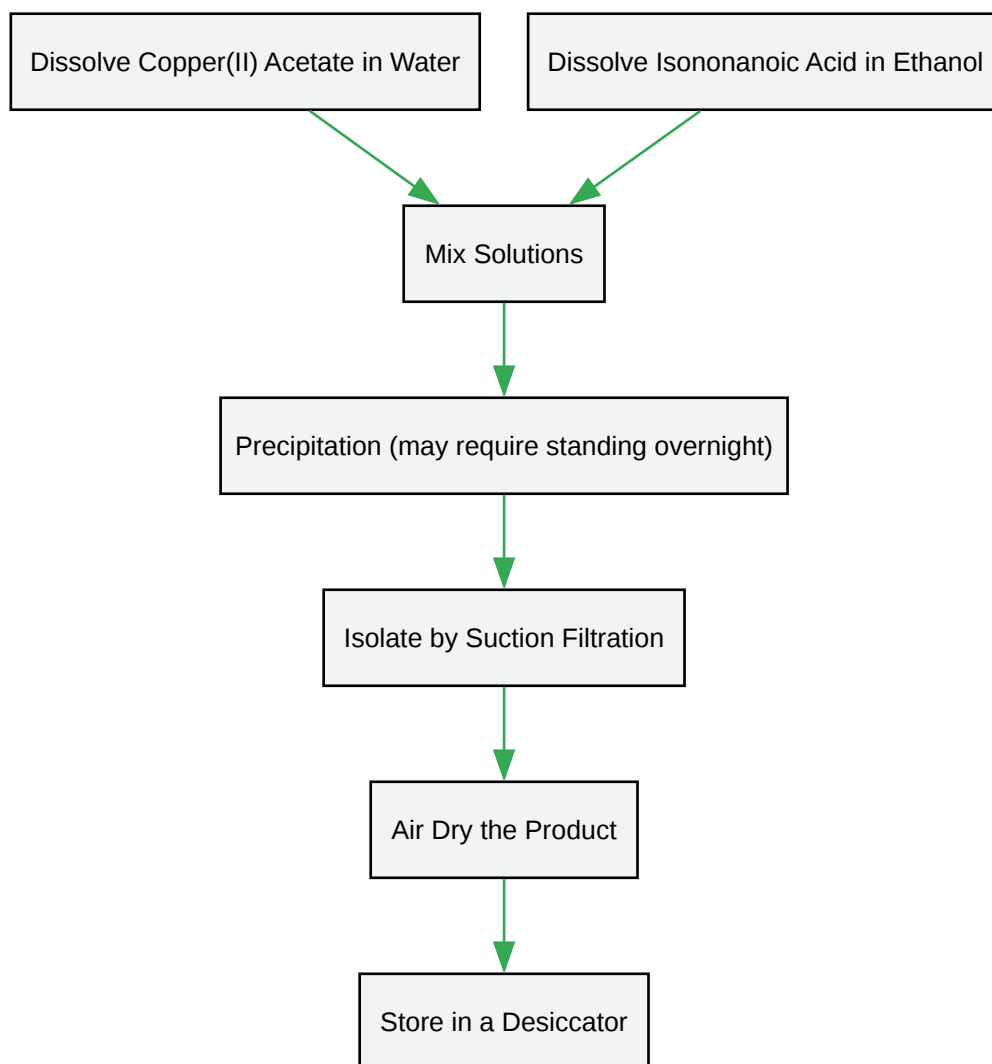 Dissolve Copper(II) Acetate in Water
Dissolve Isononanoic Acid in Ethanol
Mix Solutions
Precipitation (may require standing overnight)
Isolate by Suction Filtration
Air Dry the Product
Store in a Desiccator